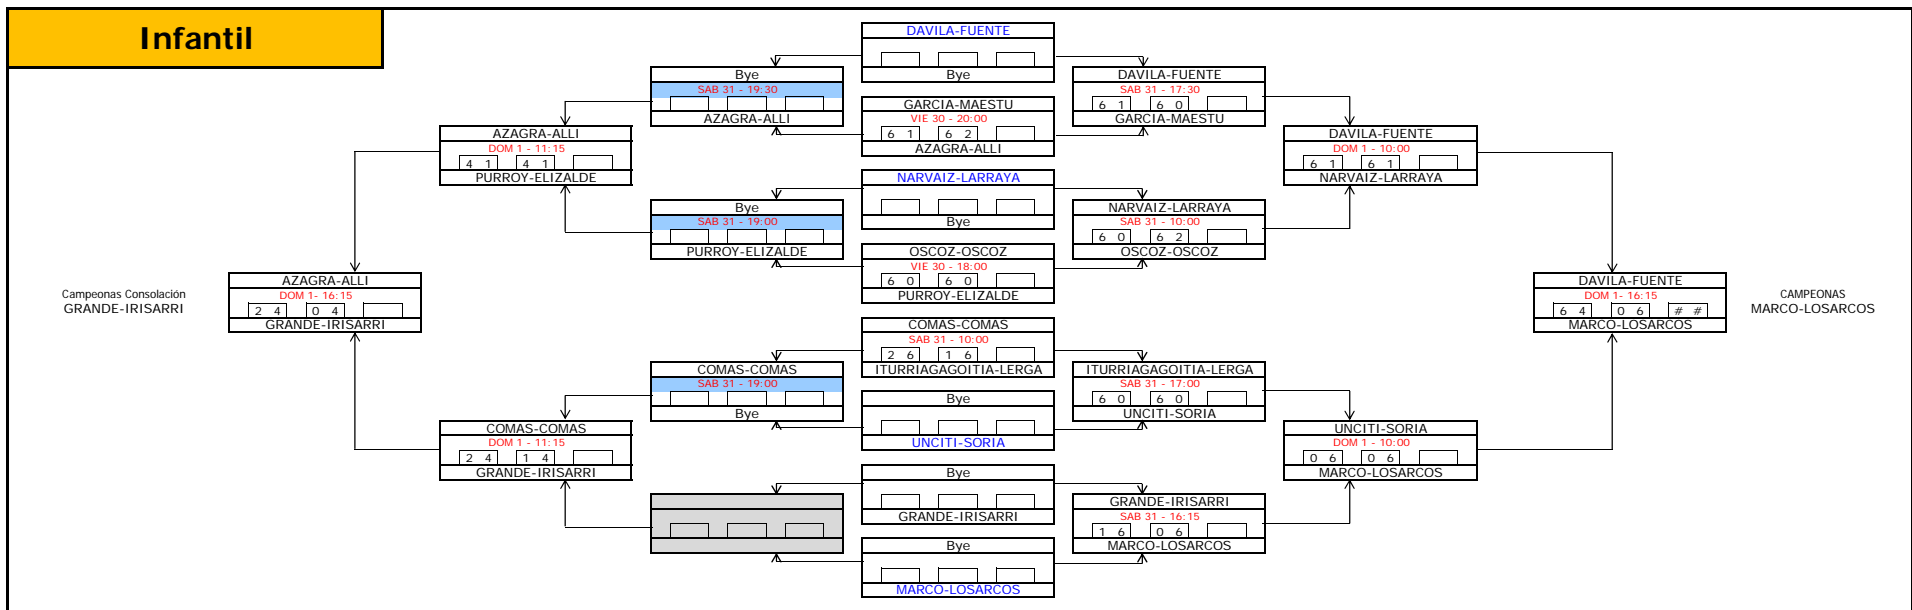 Infantil
DAVILA-FUENTE
Bye
GARCIA-MAESTU
VIE 30 - 20:00
6 1 6 2
AZAGRA-ALLI
NARVAIZ-LARRAYA
Bye
OSCOZ-OSCOZ
VIE 30 - 18:00
6 0 6 0
PURROY-ELIZALDE
COMAS-COMAS
SAB 31 - 10:00
2 6 1 6
ITURRIAGAGOITIA-LERGA
Bye
UNCITI-SORIA
Bye
GRANDE-IRISARRI
Bye
MARCO-LOSARCOS
Bye
SAB 31 - 19:30
AZAGRA-ALLI
Bye
SAB 31 - 19:00
PURROY-ELIZALDE
COMAS-COMAS
SAB 31 - 19:00
Bye
AZAGRA-ALLI
DOM 1 - 11:15
4 1 4 1
PURROY-ELIZALDE
COMAS-COMAS
DOM 1 - 11:15
2 4 1 4
GRANDE-IRISARRI
AZAGRA-ALLI
DOM 1- 16:15
2 4 0 4
GRANDE-IRISARRI
Campeonas Consolación
GRANDE-IRISARRI
DAVILA-FUENTE
SAB 31 - 17:30
6 1 6 0
GARCIA-MAESTU
NARVAIZ-LARRAYA
SAB 31 - 10:00
6 0 6 2
OSCOZ-OSCOZ
ITURRIAGAGOITIA-LERGA
SAB 31 - 17:00
6 0 6 0
UNCITI-SORIA
GRANDE-IRISARRI
SAB 31 - 16:15
1 6 0 6
MARCO-LOSARCOS
DAVILA-FUENTE
DOM 1 - 10:00
6 1 6 1
NARVAIZ-LARRAYA
UNCITI-SORIA
DOM 1 - 10:00
0 6 0 6
MARCO-LOSARCOS
DAVILA-FUENTE
DOM 1- 16:15
6 4 0 6 # #
MARCO-LOSARCOS
CAMPEONAS
MARCO-LOSARCOS